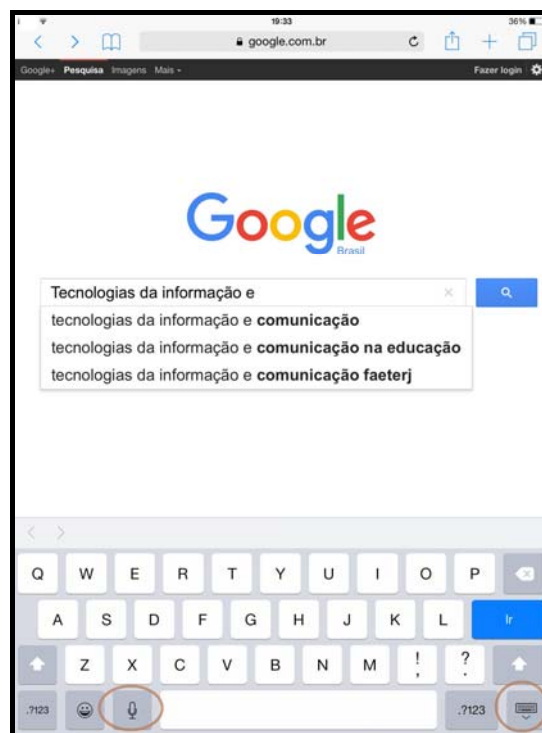 19:33 36%
google.com.br
Google+ Pesquisa Imagens Mais Fazer login
Google
Brasil
Tecnologias da informação e
tecnologias da informação e comunicação
tecnologias da informação e comunicação na educação
tecnologias da informação e comunicação faeterj
Q W E R T Y U I O P
A S D F G H J K L Ir
Z X C V B N M ! , ? .
.?123 .?123